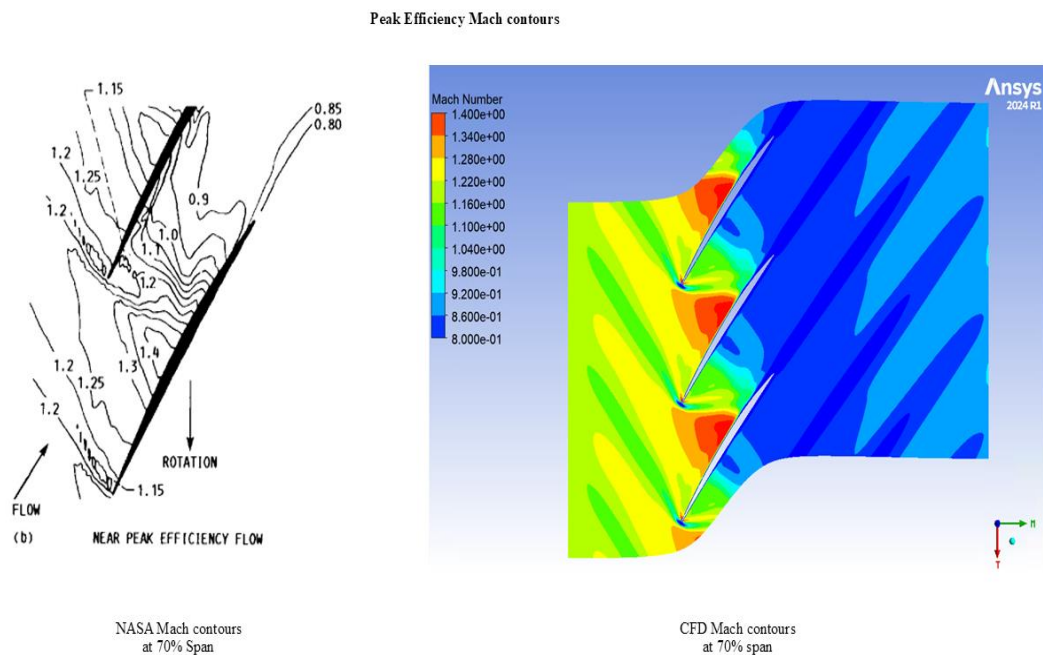 Peak Efficiency Mach contours
1.15
1.2
1.25
1.2
0.85
0.80
0.9
1.0
1.1
1.2
1.4
1.3
1.2
1.25
1.2
ROTATION
1.15
FLOW
(b) NEAR PEAK EFFICIENCY FLOW
Ansys
2024 R1
Mach Number
1.400e+00
1.340e+00
1.280e+00
1.220e+00
1.160e+00
1.100e+00
1.040e+00
9.800e-01
9.200e-01
8.600e-01
8.000e-01
M
T
NASA Mach contours
at 70% Span
CFD Mach contours
at 70% span